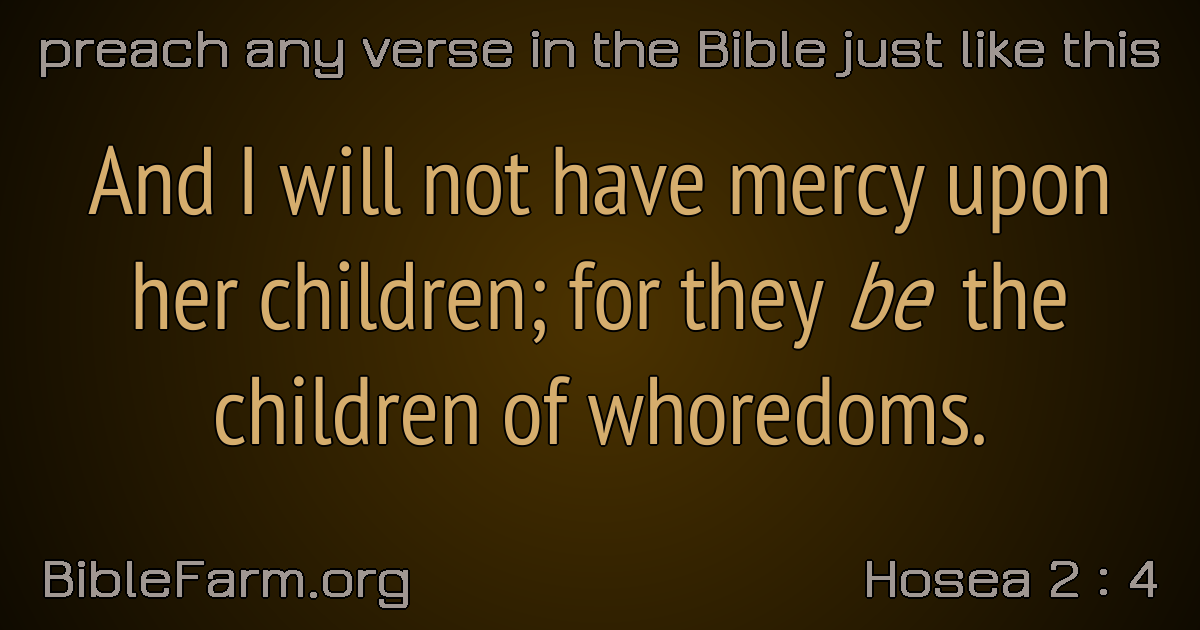 preach any verse in the Bible just like this
And I will not have mercy upon
her children; for they be the
children of whoredoms.
BibleFarm.org
Hosea 2 : 4